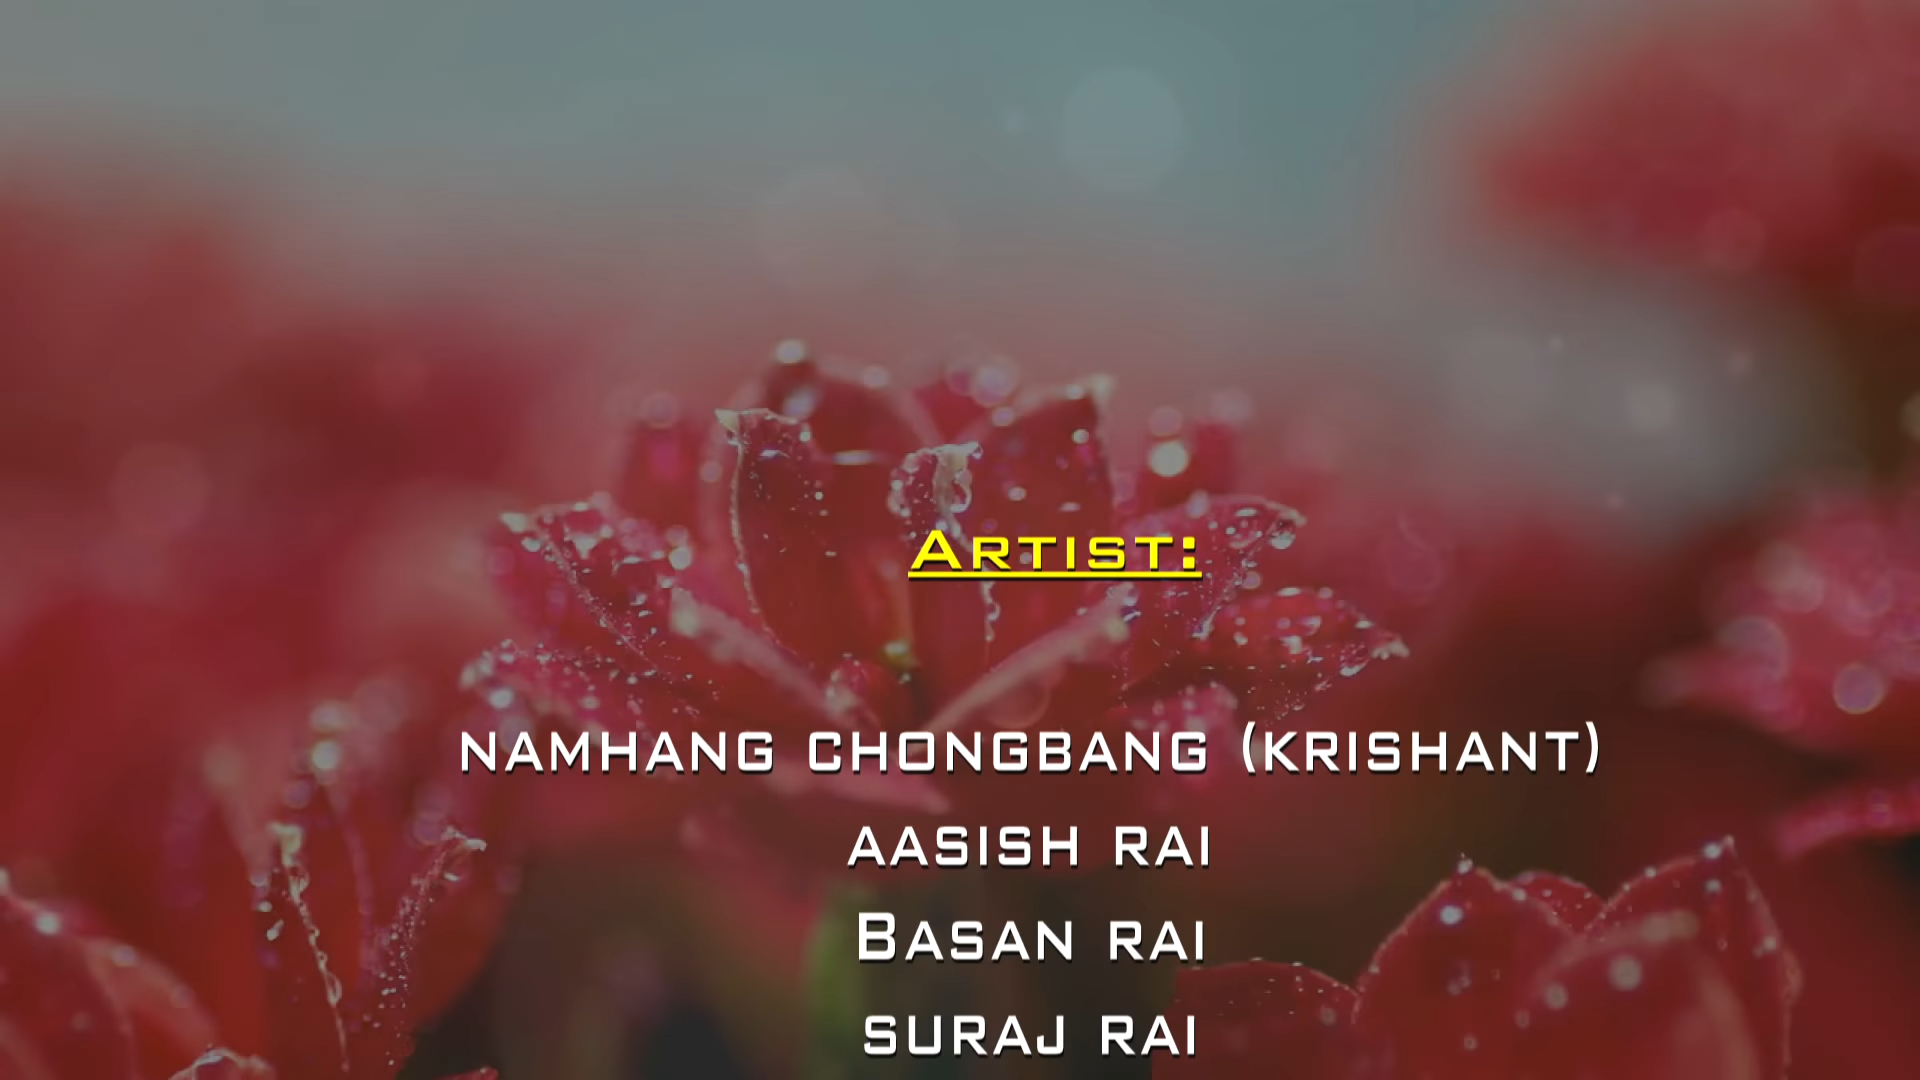 Artist:
NAMHANG CHONGBANG (KRISHANT)
AASISH RAI
BASAN RAI
SURAJ RAI